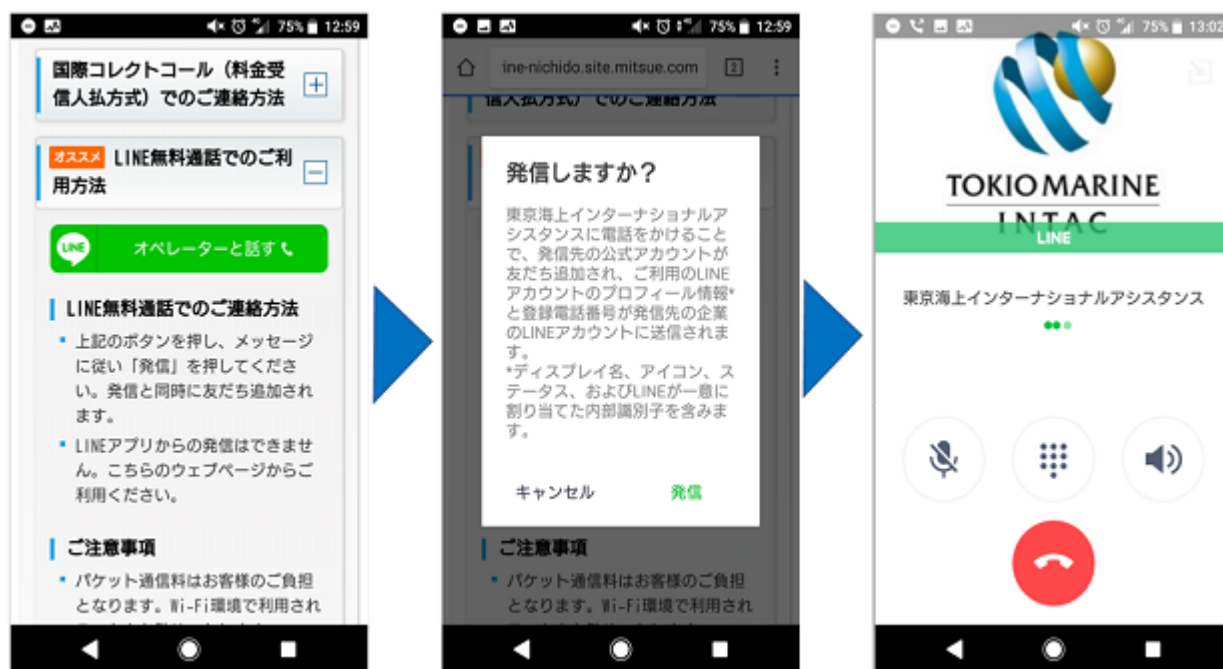 75% 12:59
国際コレクトコール（料金受
信人払方式）でのご連絡方法
オススメ LINE無料通話でのご利
用方法
LINE オペレーターと話す
LINE無料通話でのご連絡方法
上記のボタンを押し、メッセージ
に従い「発信」を押してくださ
い。発信と同時に友だち追加され
ます。
LINEアプリからの発信はできませ
ん。こちらのウェブページからご
利用ください。
ご注意事項
パケット通信料はお客様のご負担
となります。Wi-Fi環境で利用され
75% 12:59
ine-nichido.site.mitsue.com 2
信人払方式）でのご連絡方法
発信しますか？
東京海上インターナショナルア
シスタンスに電話をかけること
で、発信先の公式アカウントが
友だち追加され、ご利用のLINE
アカウントのプロフィール情報*
と登録電話番号が発信先の企業
のLINEアカウントに送信されま
す。
*ディスプレイ名、アイコン、ス
テータス、およびLINEが一意に
割り当てた内部識別子を含みま
す。
キャンセル 発信
ご注意事項
パケット通信料はお客様のご負担
となります。Wi-Fi環境で利用され
75% 13:02
TOKIO MARINE
INTAC
LINE
東京海上インターナショナルアシスタンス